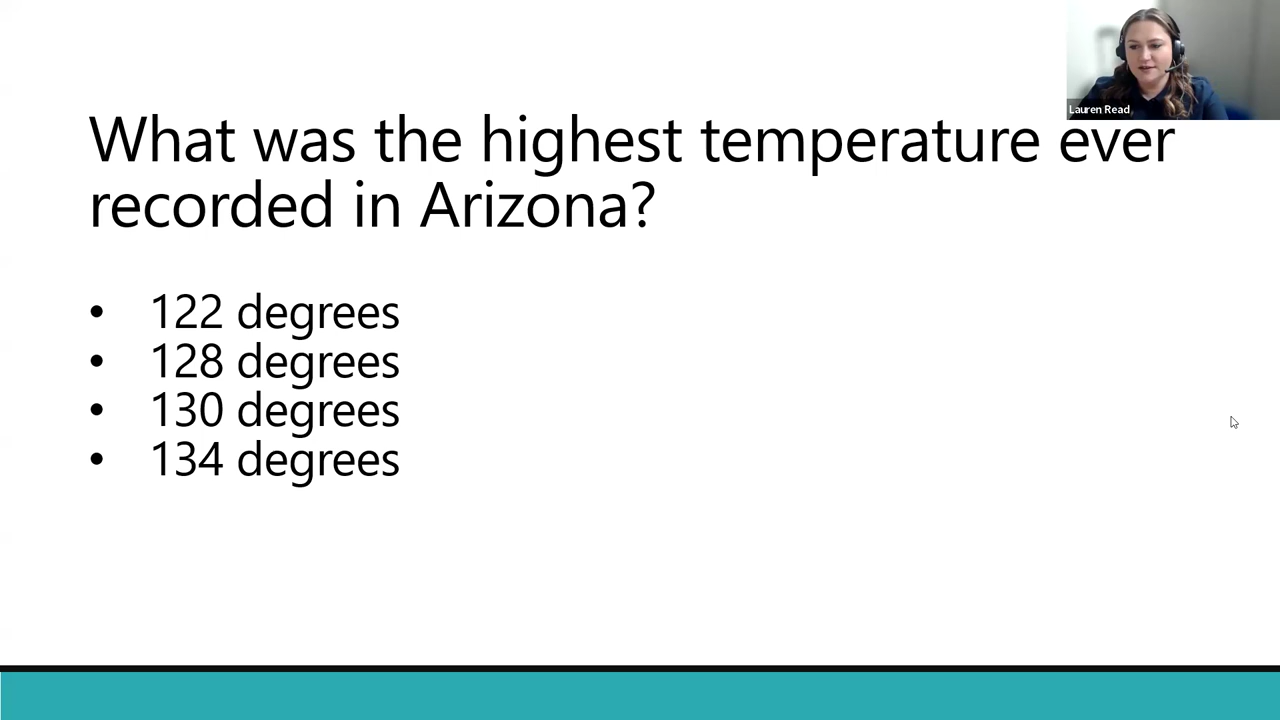 Lauren Read
What was the highest temperature ever
recorded in Arizona?
• 122 degrees
• 128 degrees
• 130 degrees
• 134 degrees